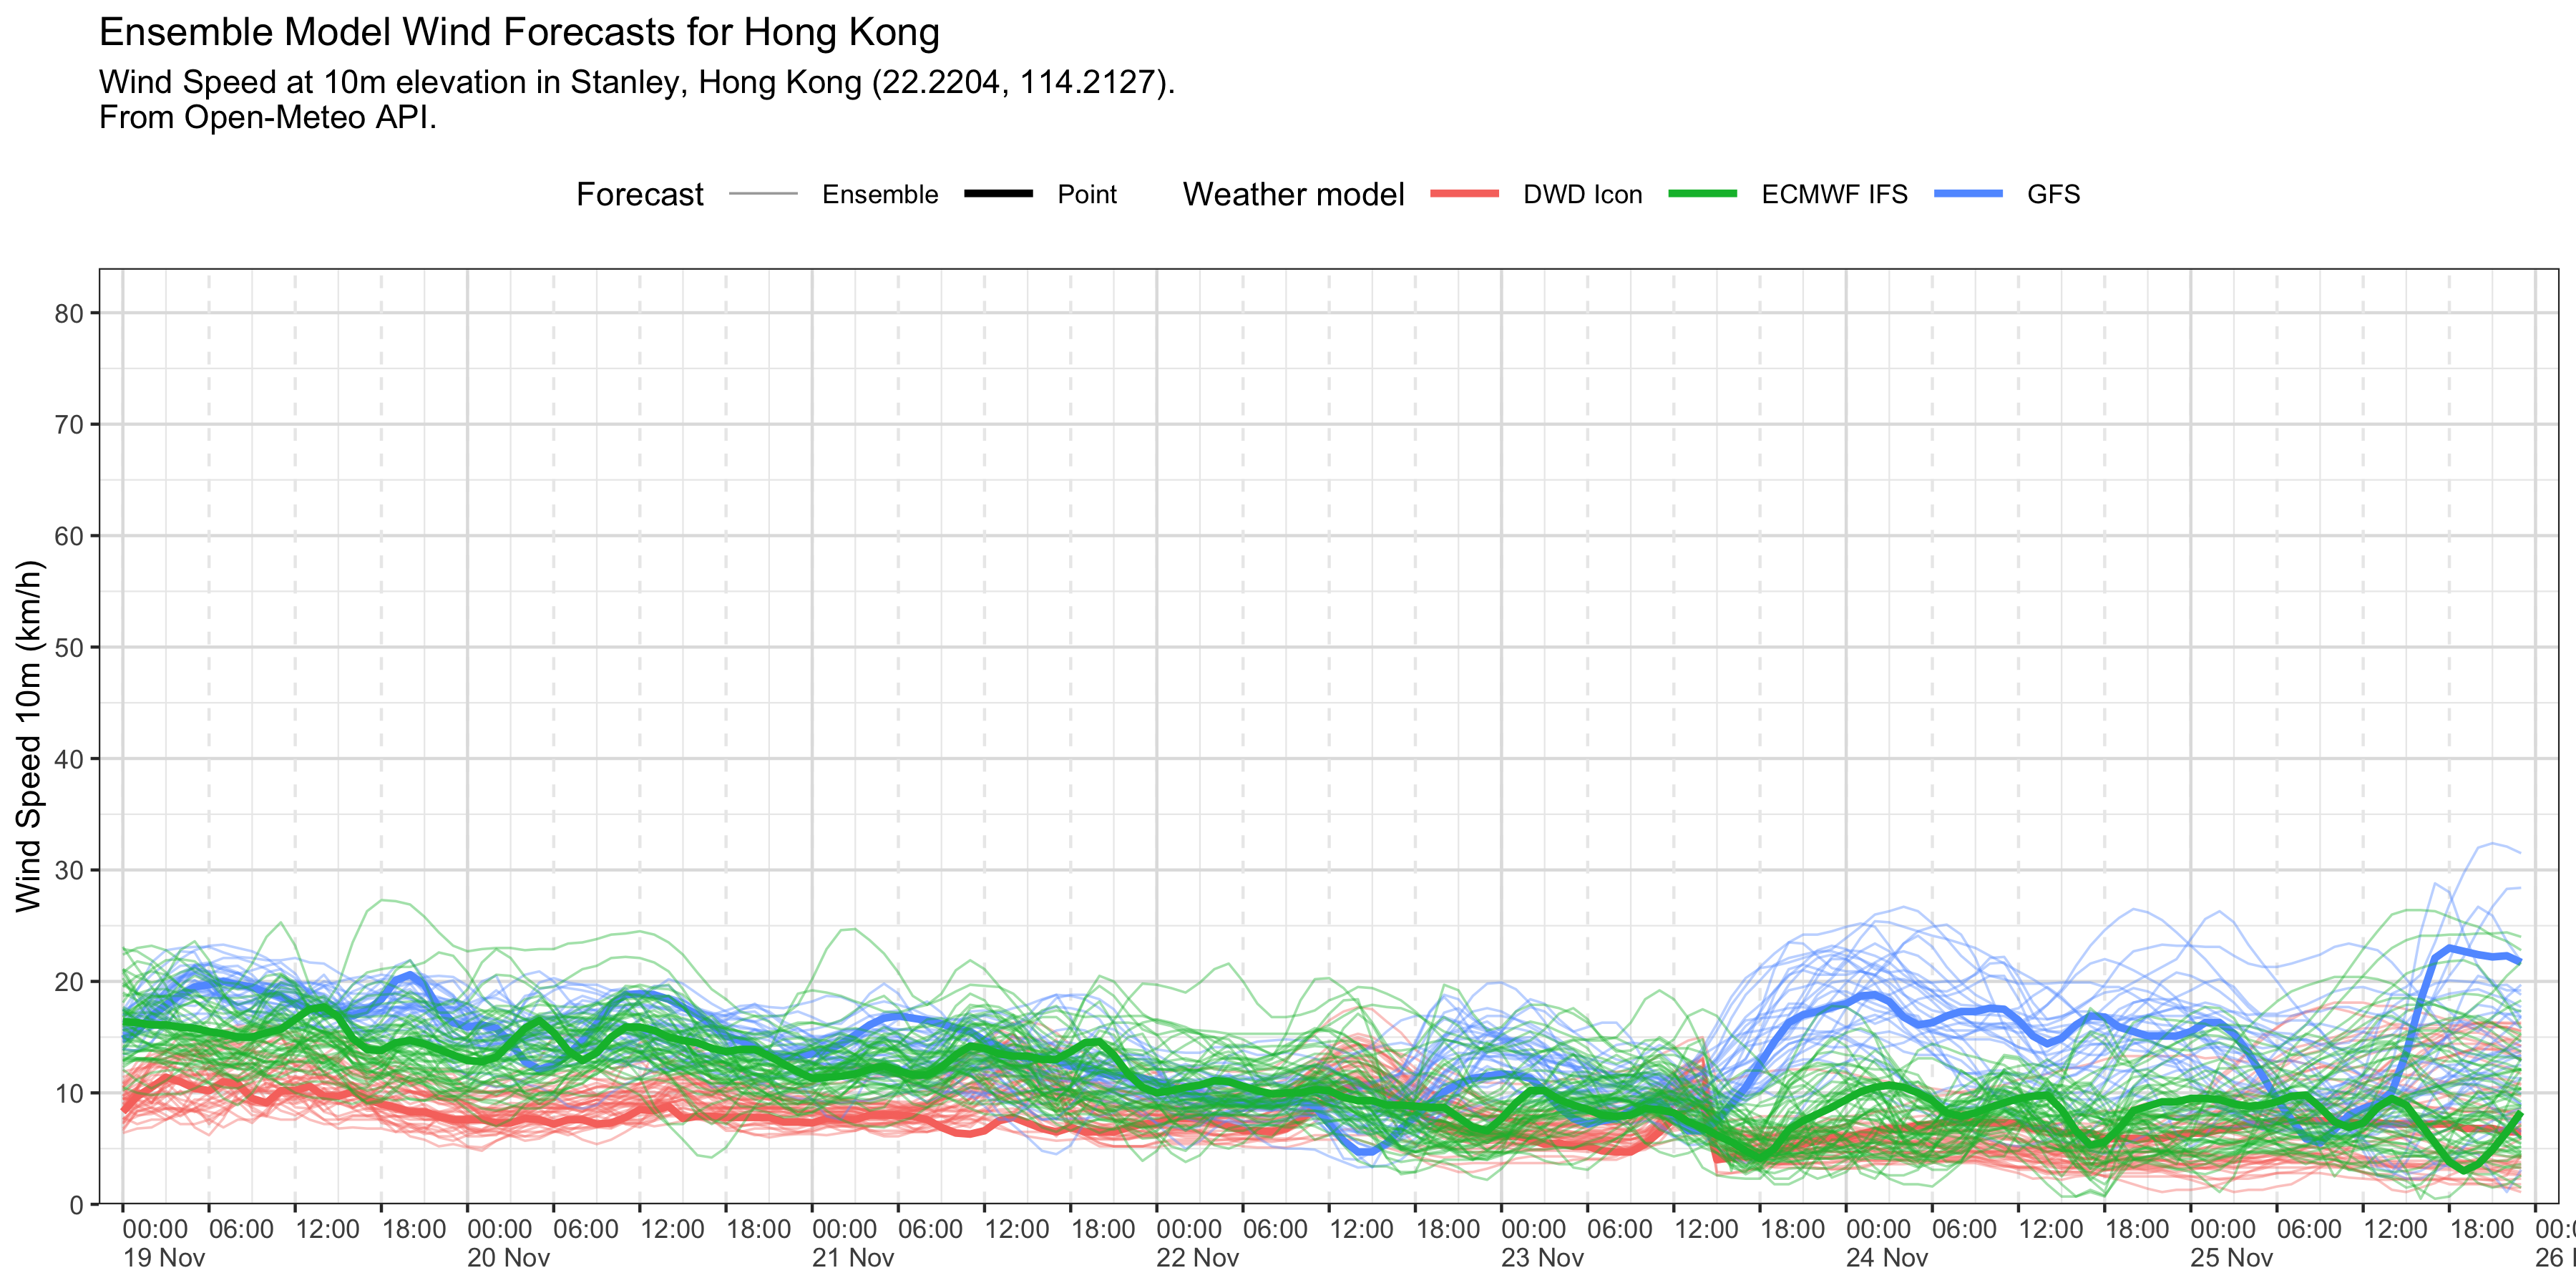 Ensemble Model Wind Forecasts for Hong Kong
Wind Speed at 10m elevation in Stanley, Hong Kong (22.2204, 114.2127).
From Open-Meteo API.
Forecast Ensemble Point Weather model DWD Icon ECMWF IFS GFS
Wind Speed 10m (km/h)
80
70
60
50
40
30
20
10
0
00:00 06:00 12:00 18:00 00:00 06:00 12:00 18:00 00:00 06:00 12:00 18:00 00:00 06:00 12:00 18:00 00:00 06:00 12:00 18:00 00:00 06:00 12:00 18:00 00:00 06:00 12:00 18:00
19 Nov 20 Nov 21 Nov 22 Nov 23 Nov 24 Nov 25 Nov 26